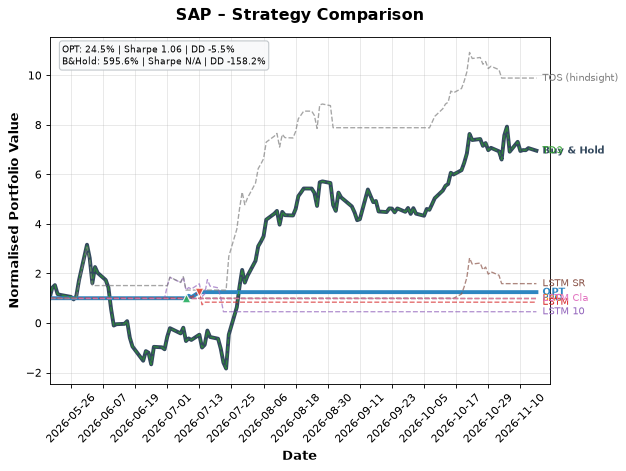 SAP – Strategy Comparison
OPT: 24.5% | Sharpe 1.06 | DD -5.5%
B&Hold: 595.6% | Sharpe N/A | DD -158.2%
Normalised Portfolio Value
10
8
6
4
2
0
−2
TOS (hindsight)
Buy & Hold
LSTM SR
OPT
LSTM Cla
LSTM
LSTM 10
2026-05-26
2026-06-07
2026-06-19
2026-07-01
2026-07-13
2026-07-25
2026-08-06
2026-08-18
2026-08-30
2026-09-11
2026-09-23
2026-10-05
2026-10-17
2026-10-29
2026-11-10
Date